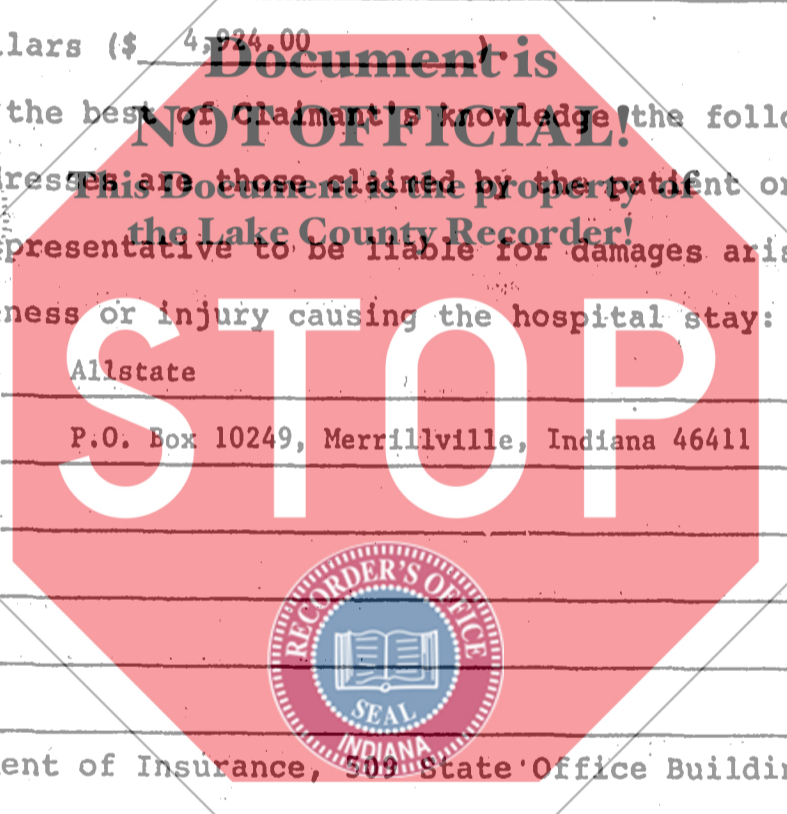 llars ($ 4,924.00 ).
Document is
the best of Claimant's knowledge the follo
NOT OFFICIAL!
resses are those claimed by the patient or
This Document is the property of
the Lake County Recorder!
presentative to be liable for damages aris
ness or injury causing the hospital stay:
STOP
Allstate
P.O. Box 10249, Merrillville, Indiana 46411
RECORDER'S OFFICE
SEAL
INDIANA
ent of Insurance, 509 State Office Buildin